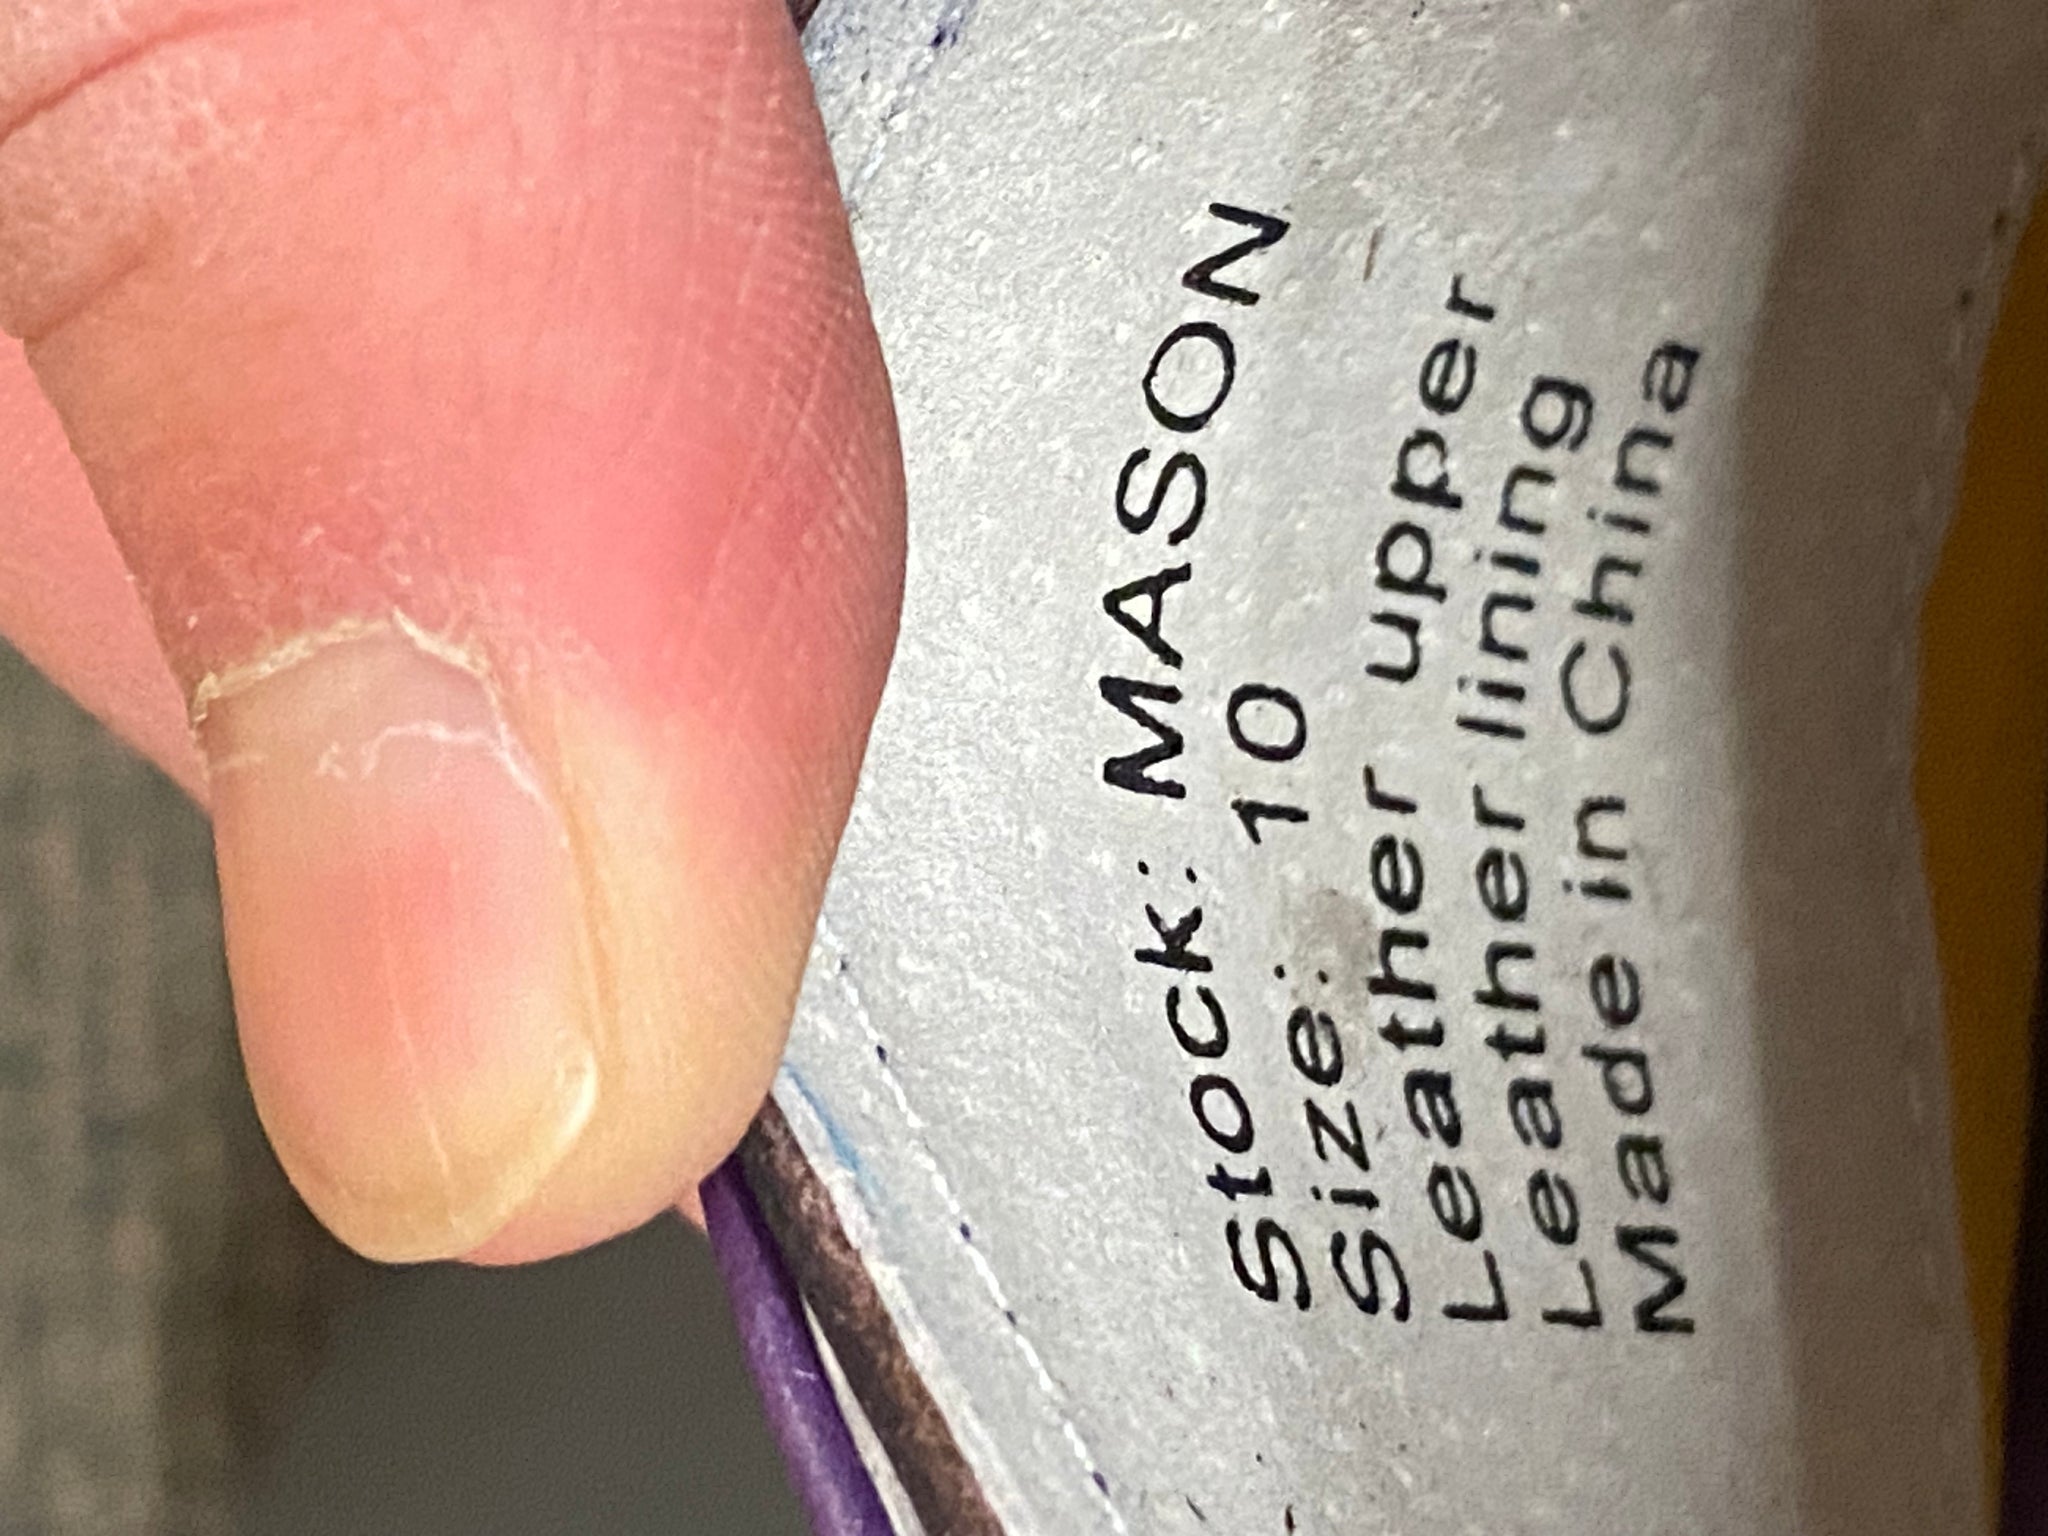 Stock: MASON
Size: 10
Leather upper
Leather lining
Made in China